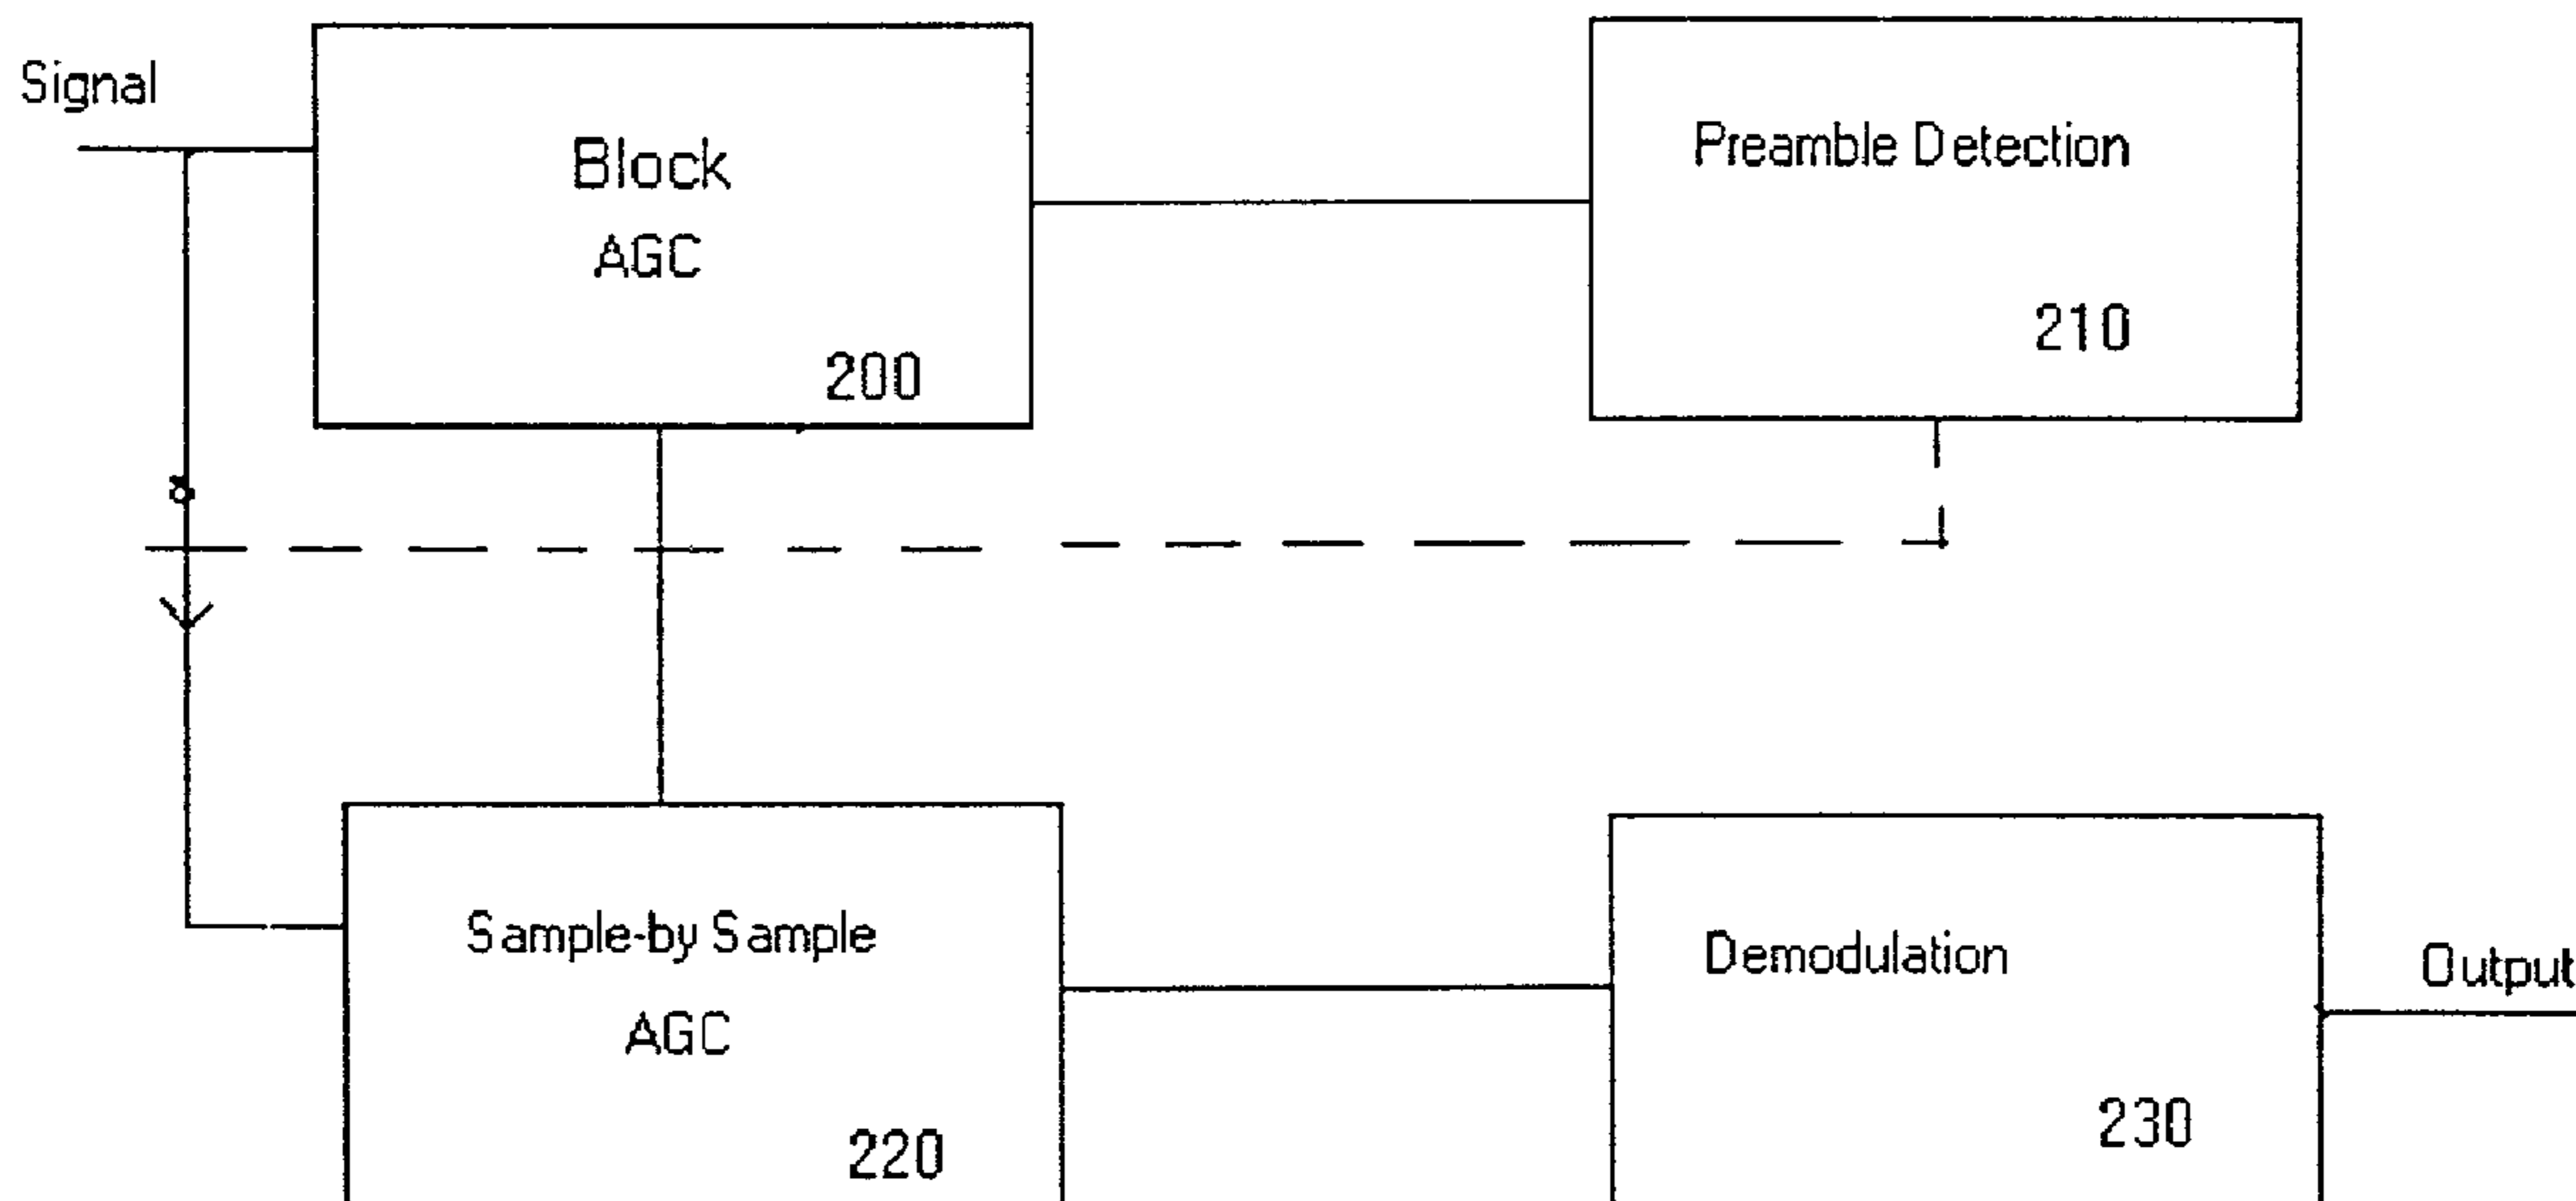 Signal
Block
AGC
200
Preamble Detection
210
Sample-by Sample
AGC
220
Demodulation
230
Output